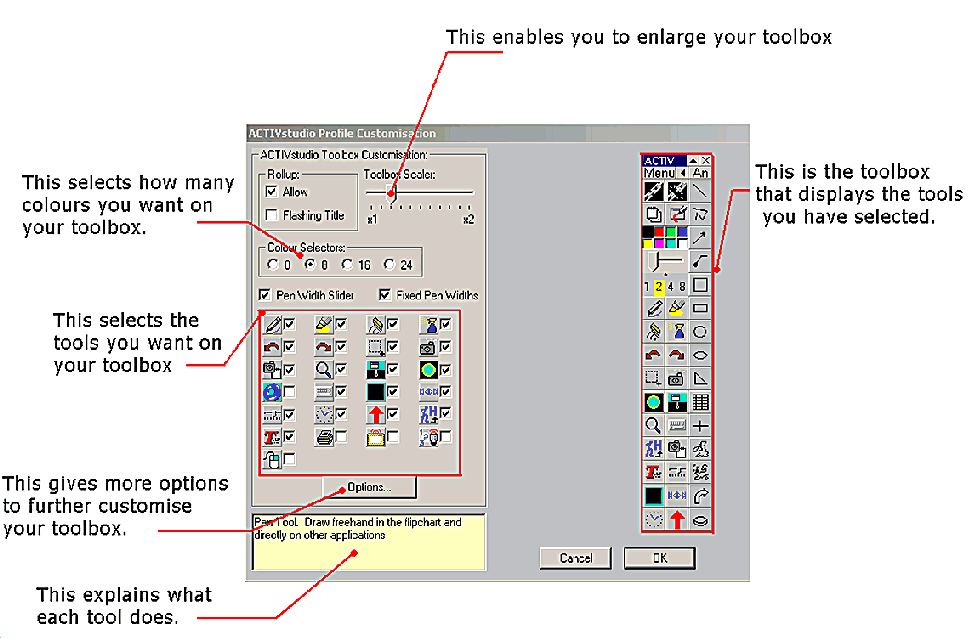 This enables you to enlarge your toolbox
ACTIVstudio Profile Customisation
ACTIVstudio Toolbox Customisation:
Rollup:
Allow
Flashing Title
Toolbox Scaler:
x1 x2
Colour Selectors:
0 8 16 24
Pen Width Slider Fixed Pen Widths
Options...
Pen Tool. Draw freehand in the flipchart and
directly on other applications
Cancel OK
ACTIV
Menu An
1 2 4 8
This selects how many
colours you want on
your toolbox.
This selects the
tools you want on
your toolbox
This gives more options
to further customise
your toolbox.
This explains what
each tool does.
This is the toolbox
that displays the tools
you have selected.